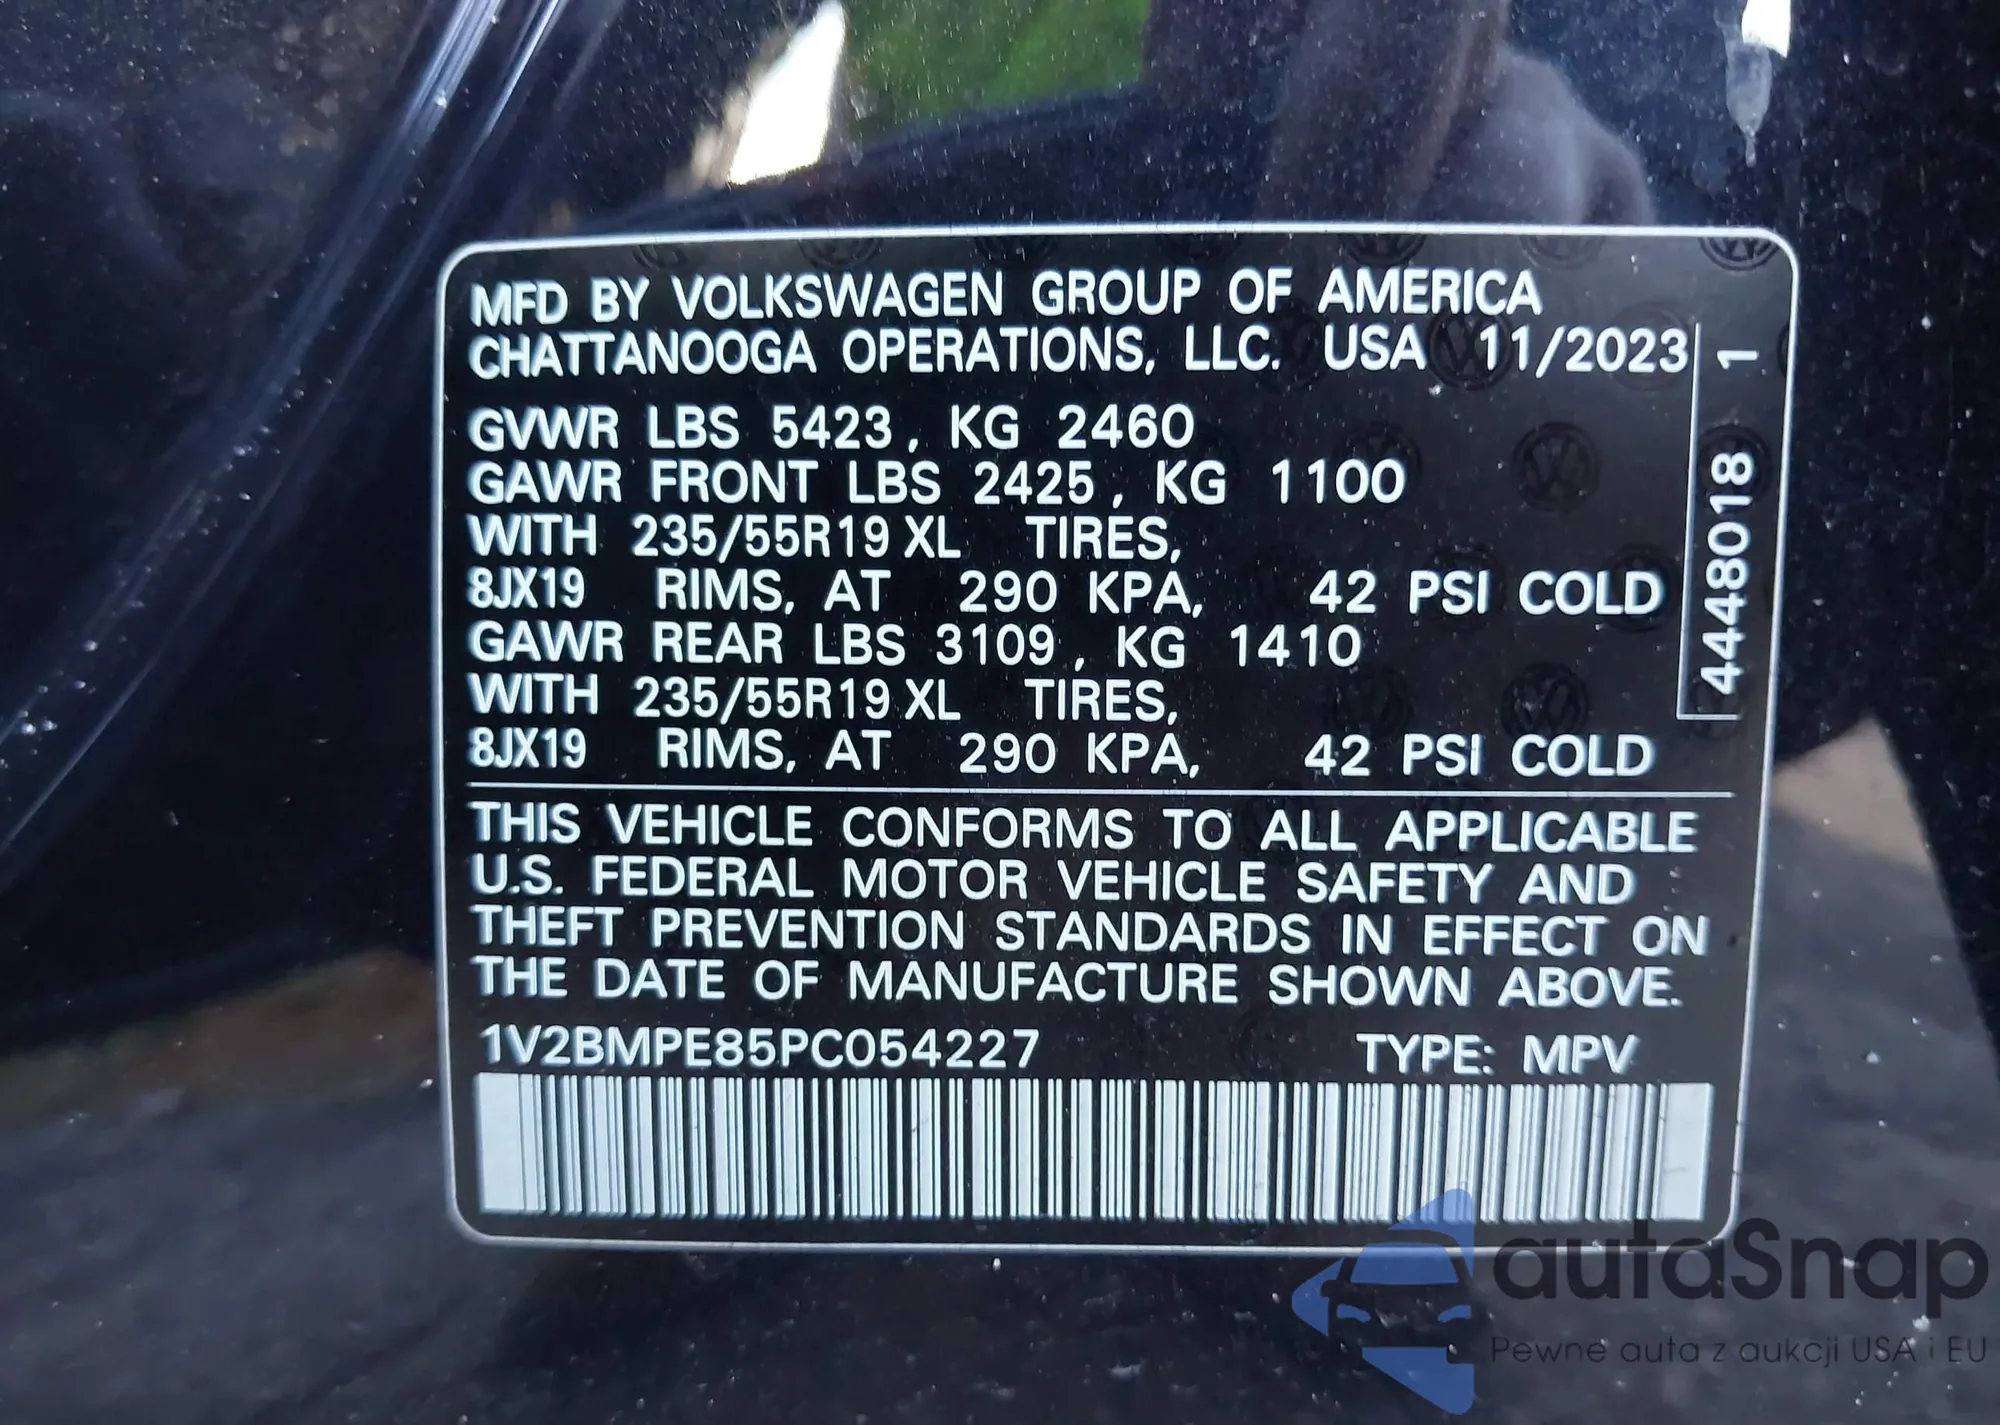 MFD BY VOLKSWAGEN GROUP OF AMERICA
CHATTANOOGA OPERATIONS, LLC. USA 11/2023
GVWR LBS 5423, KG 2460
GAWR FRONT LBS 2425, KG 1100
WITH 235/55R19 XL TIRES,
8JX19 RIMS, AT 290 KPA, 42 PSI COLD
GAWR REAR LBS 3109, KG 1410
WITH 235/55R19 XL TIRES,
8JX19 RIMS, AT 290 KPA, 42 PSI COLD
4448018 1
THIS VEHICLE CONFORMS TO ALL APPLICABLE
U.S. FEDERAL MOTOR VEHICLE SAFETY AND
THEFT PREVENTION STANDARDS IN EFFECT ON
THE DATE OF MANUFACTURE SHOWN ABOVE.
1V2BMPE85PC054227 TYPE: MPV
autaSnap
Pewne auta z aukcji USA i EU